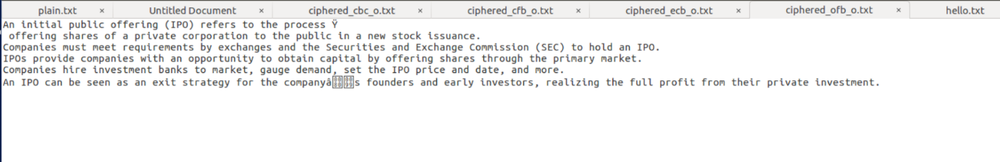 plain.txt × Untitled Document × ciphered_cbc_o.txt × ciphered_cfb_o.txt × ciphered_ecb_o.txt × ciphered_ofb_o.txt × hello.txt
An initial public offering (IPO) refers to the process Ÿ
offering shares of a private corporation to the public in a new stock issuance.
Companies must meet requirements by exchanges and the Securities and Exchange Commission (SEC) to hold an IPO.
IPOs provide companies with an opportunity to obtain capital by offering shares through the primary market.
Companies hire investment banks to market, gauge demand, set the IPO price and date, and more.
An IPO can be seen as an exit strategy for the companyâs founders and early investors, realizing the full profit from their private investment.